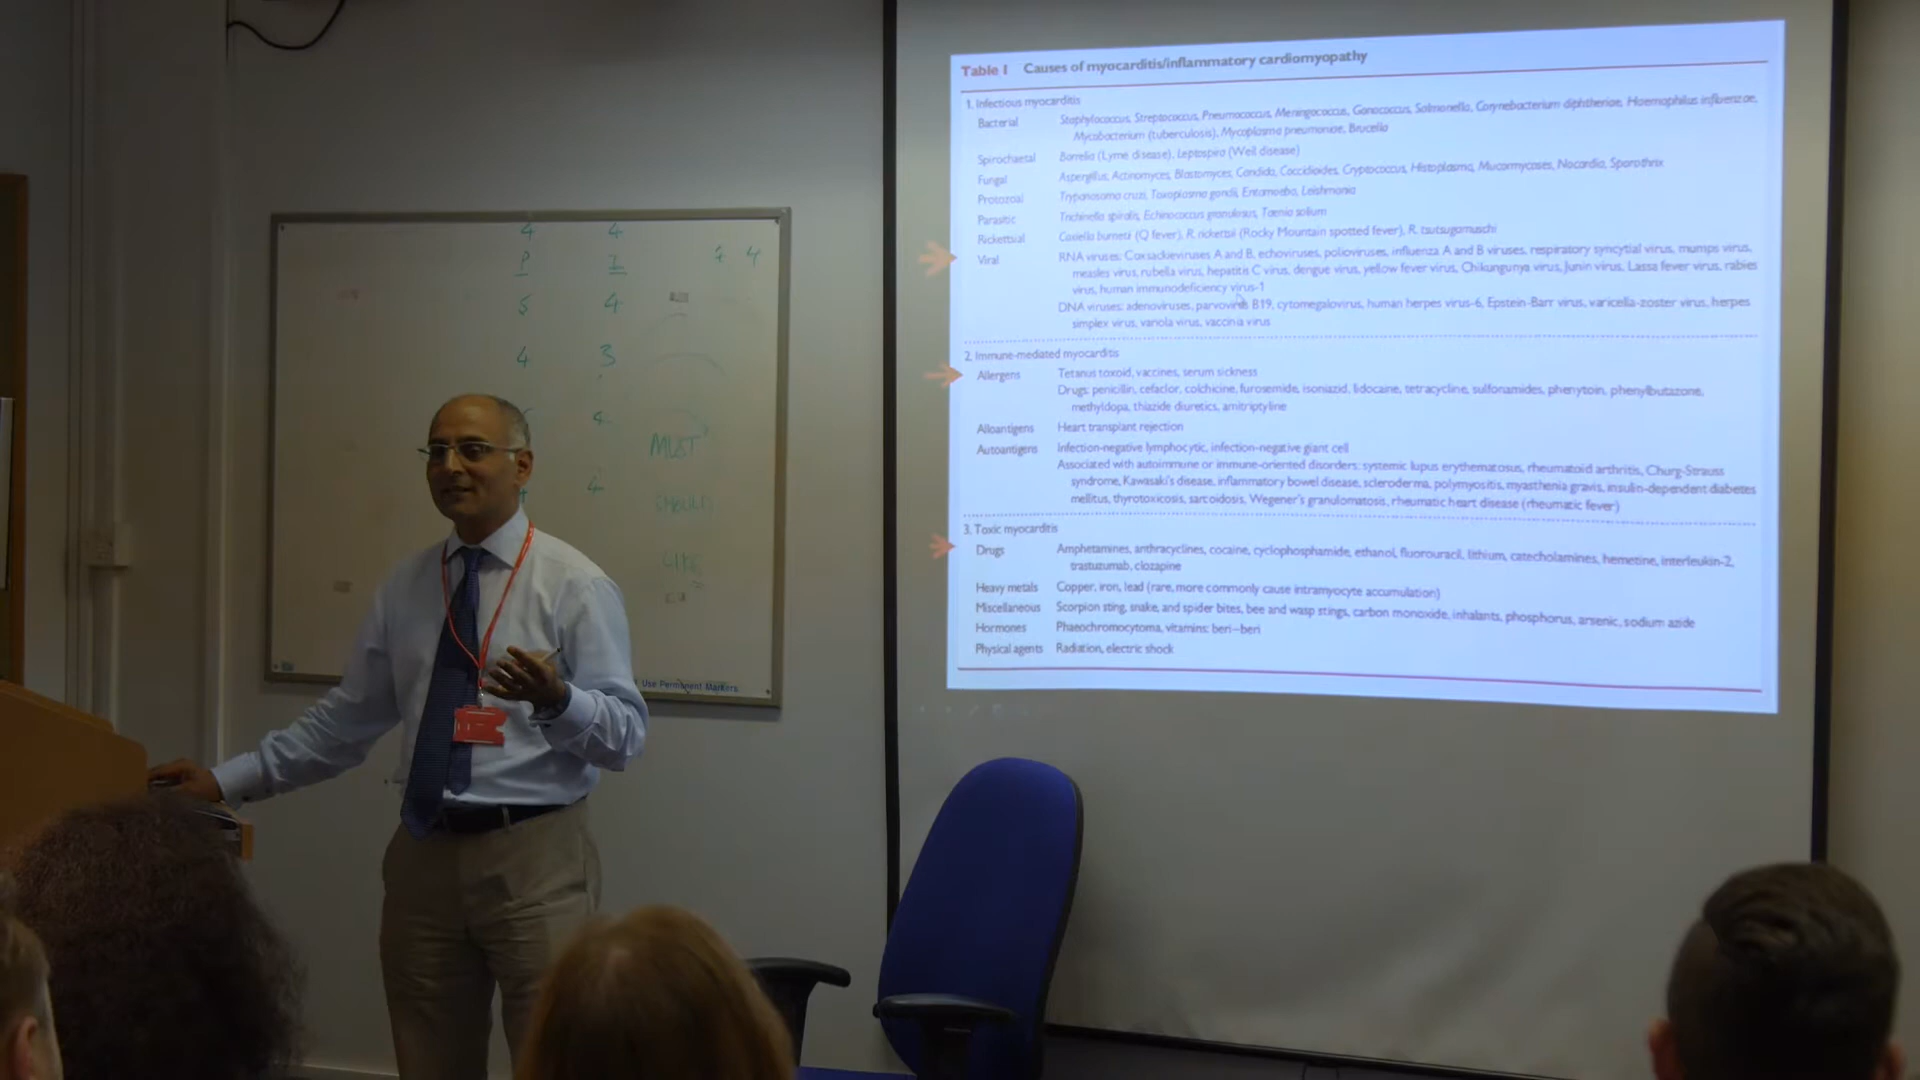 4 4
P I 4 4
5 4
4 3
4
4
MUST
SHOULD
LIKE
Use Permanent Markers
Table 1 Causes of myocarditis/inflammatory cardiomyopathy
1. Infectious myocarditis
Bacterial Staphylococcus, Streptococcus, Pneumococcus, Meningococcus, Gonococcus, Salmonella, Corynebacterium diphtheriae, Haemophilus influenzae,
Mycobacterium (tuberculosis), Mycoplasma pneumoniae, Brucella
Spirochaetal Borrelia (Lyme disease), Leptospira (Weil disease)
Fungal Aspergillus, Actinomyces, Blastomyces, Candida, Coccidioides, Cryptococcus, Histoplasma, Mucormycoses, Nocardia, Sporothrix
Protozoal Trypanosoma cruzi, Toxoplasma gondii, Entamoeba, Leishmania
Parasitic Trichinella spiralis, Echinococcus granulosus, Taenia solium
Rickettsial Coxiella burnetii (Q fever), R. rickettsii (Rocky Mountain spotted fever), R. tsutsugamuschi
Viral RNA viruses: Coxsackieviruses A and B, echoviruses, polioviruses, influenza A and B viruses, respiratory syncytial virus, mumps virus,
measles virus, rubella virus, hepatitis C virus, dengue virus, yellow fever virus, Chikungunya virus, Junin virus, Lassa fever virus, rabies
virus, human immunodeficiency virus-1
DNA viruses: adenoviruses, parvovirus B19, cytomegalovirus, human herpes virus-6, Epstein-Barr virus, varicella-zoster virus, herpes
simplex virus, variola virus, vaccinia virus
2. Immune-mediated myocarditis
Allergens Tetanus toxoid, vaccines, serum sickness
Drugs: penicillin, cefaclor, colchicine, furosemide, isoniazid, lidocaine, tetracycline, sulfonamides, phenytoin, phenylbutazone,
methyldopa, thiazide diuretics, amitriptyline
Alloantigens Heart transplant rejection
Autoantigens Infection-negative lymphocytic, infection-negative giant cell
Associated with autoimmune or immune-oriented disorders: systemic lupus erythematosus, rheumatoid arthritis, Churg-Strauss
syndrome, Kawasaki's disease, inflammatory bowel disease, scleroderma, polymyositis, myasthenia gravis, insulin-dependent diabetes
mellitus, thyrotoxicosis, sarcoidosis, Wegener's granulomatosis, rheumatic heart disease (rheumatic fever)
3. Toxic myocarditis
Drugs Amphetamines, anthracyclines, cocaine, cyclophosphamide, ethanol, fluorouracil, lithium, catecholamines, hemetine, interleukin-2,
trastuzumab, clozapine
Heavy metals Copper, iron, lead (rare, more commonly cause intramyocyte accumulation)
Miscellaneous Scorpion sting, snake, and spider bites, bee and wasp stings, carbon monoxide, inhalants, phosphorus, arsenic, sodium azide
Hormones Phaeochromocytoma, vitamins: beri–beri
Physical agents Radiation, electric shock